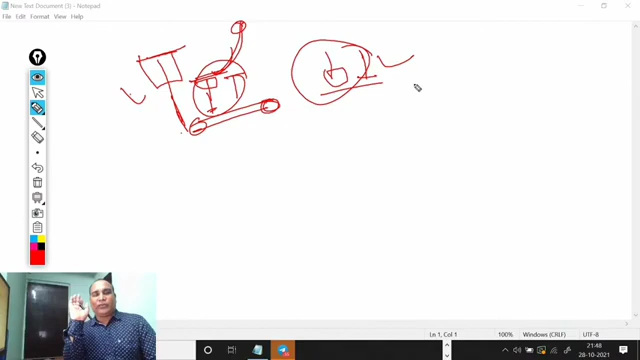 New Test Document (3) - Notepad
File Edit Format View Help
Ln 1, Col 1 100% Windows (CRLF) UTF-8
21:48
28-10-2021